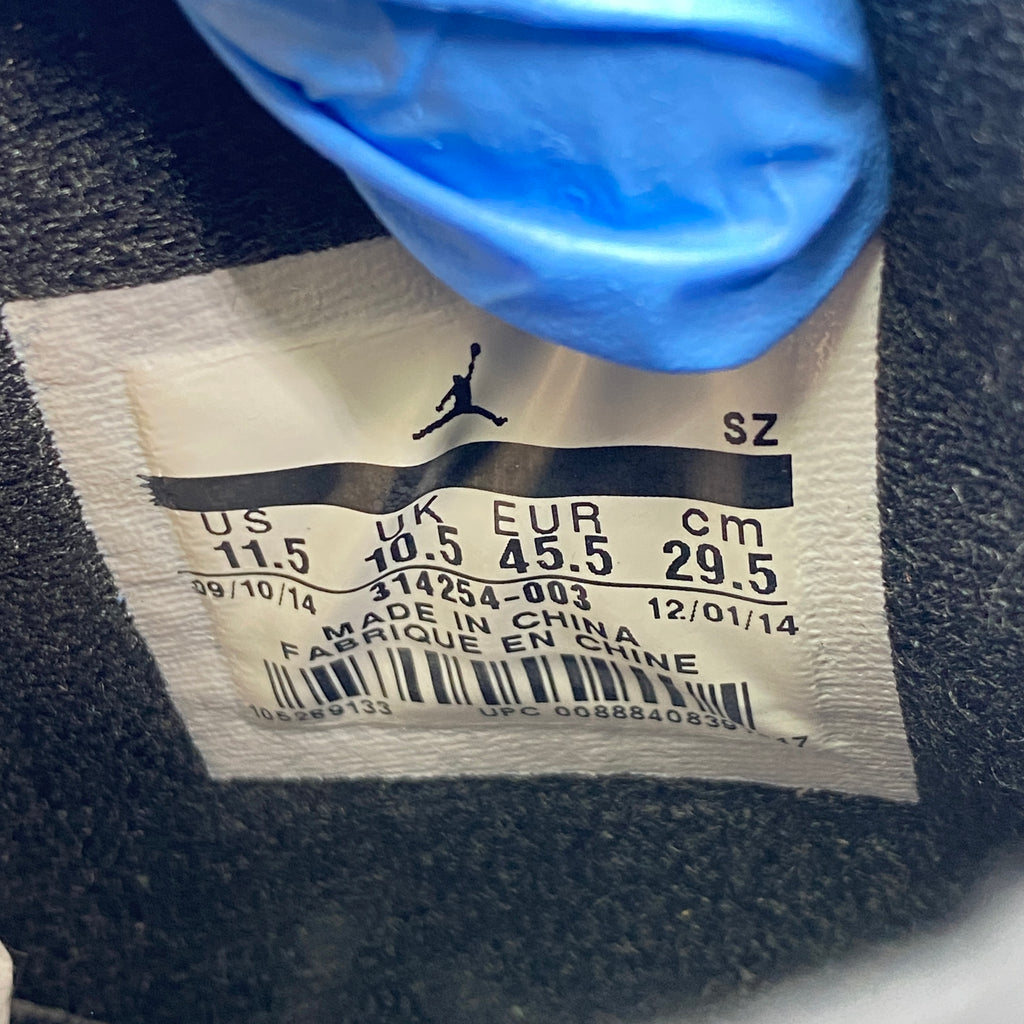 SZ
US UK EUR cm
11.5 10.5 45.5 29.5
09/10/14 314254-003 12/01/14
MADE IN CHINA
FABRIQUE EN CHINE
105269133 UPC